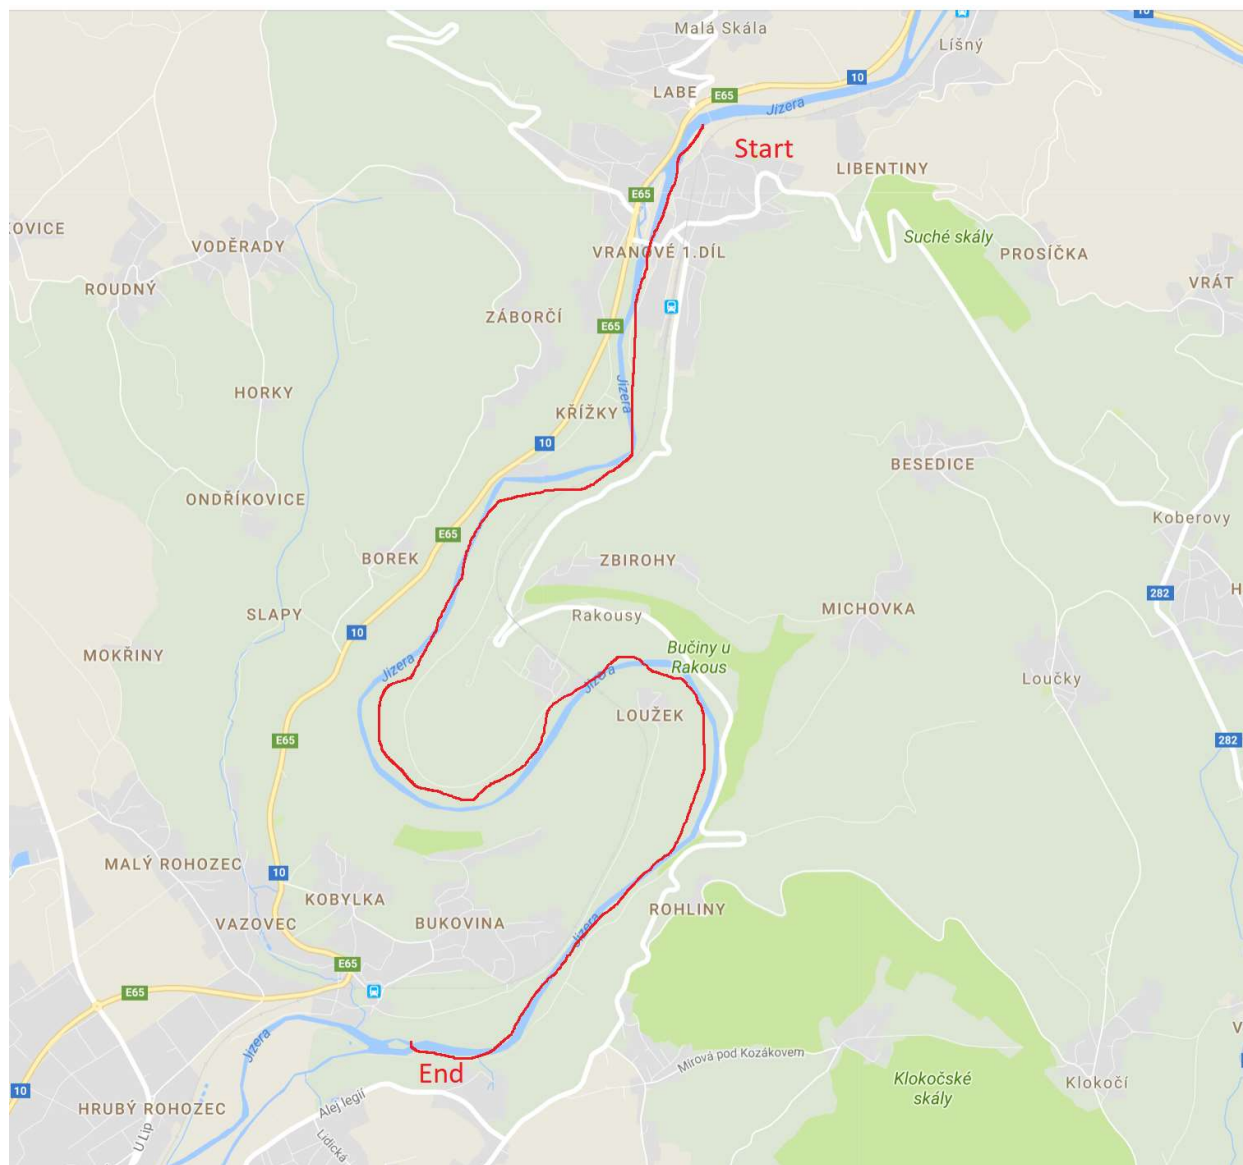 10
10
Malá Skála
Líšný
10
LABE
E65
Jizera
Start
LIBENTINY
E65
Suché skály
OVICE
VODĚRADY
VRANOVÉ 1.DÍL
PROSÍČKA
ROUDNÝ
VRÁT
ZÁBORČÍ
E65
HORKY
Jizera
KŘÍŽKY
10
BESEDICE
ONDŘÍKOVICE
Koberovy
E65
BOREK
ZBIROHY
282
H
SLAPY
Rakousy
MICHOVKA
10
MOKŘINY
Bučiny u
Rakous
Jizera
Jizera
Loučky
LOUŽEK
E65
282
MALÝ ROHOZEC
10
KOBYLKA
VAZOVEC
BUKOVINA
ROHLINY
Jizera
E65
E65
Jizera
V
Mírová pod Kozákovem
End
Klokočské
skály
Klokočí
10
HRUBÝ ROHOZEC
Alej legií
U Lip
Lidická